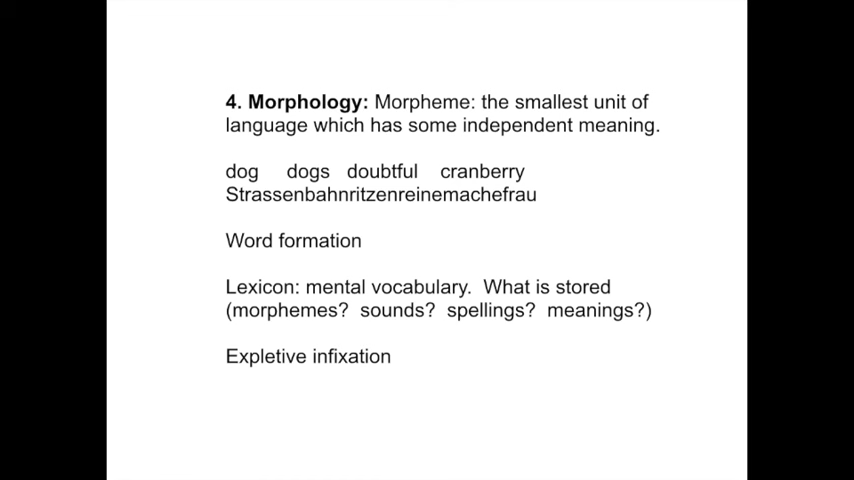 4. Morphology: Morpheme: the smallest unit of
language which has some independent meaning.
dog dogs doubtful cranberry
Strassenbahnritzenreinemachefrau
Word formation
Lexicon: mental vocabulary. What is stored
(morphemes? sounds? spellings? meanings?)
Expletive infixation